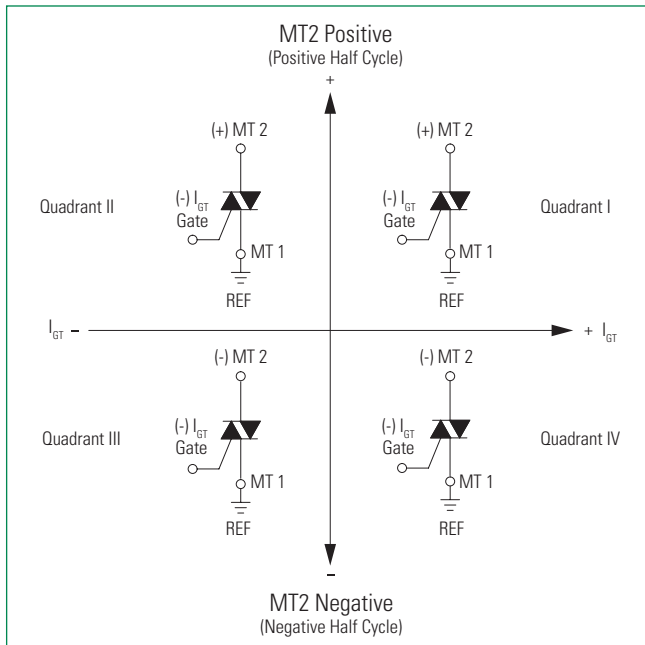 MT2 Positive
(Positive Half Cycle)
+
(+) MT 2
(-) IGT
Gate
MT 1
REF
Quadrant II
(+) MT 2
(-) IGT
Gate
MT 1
REF
Quadrant I
IGT −
+ IGT
(-) MT 2
(-) IGT
Gate
MT 1
REF
Quadrant III
(-) MT 2
(-) IGT
Gate
MT 1
REF
Quadrant IV
−
MT2 Negative
(Negative Half Cycle)